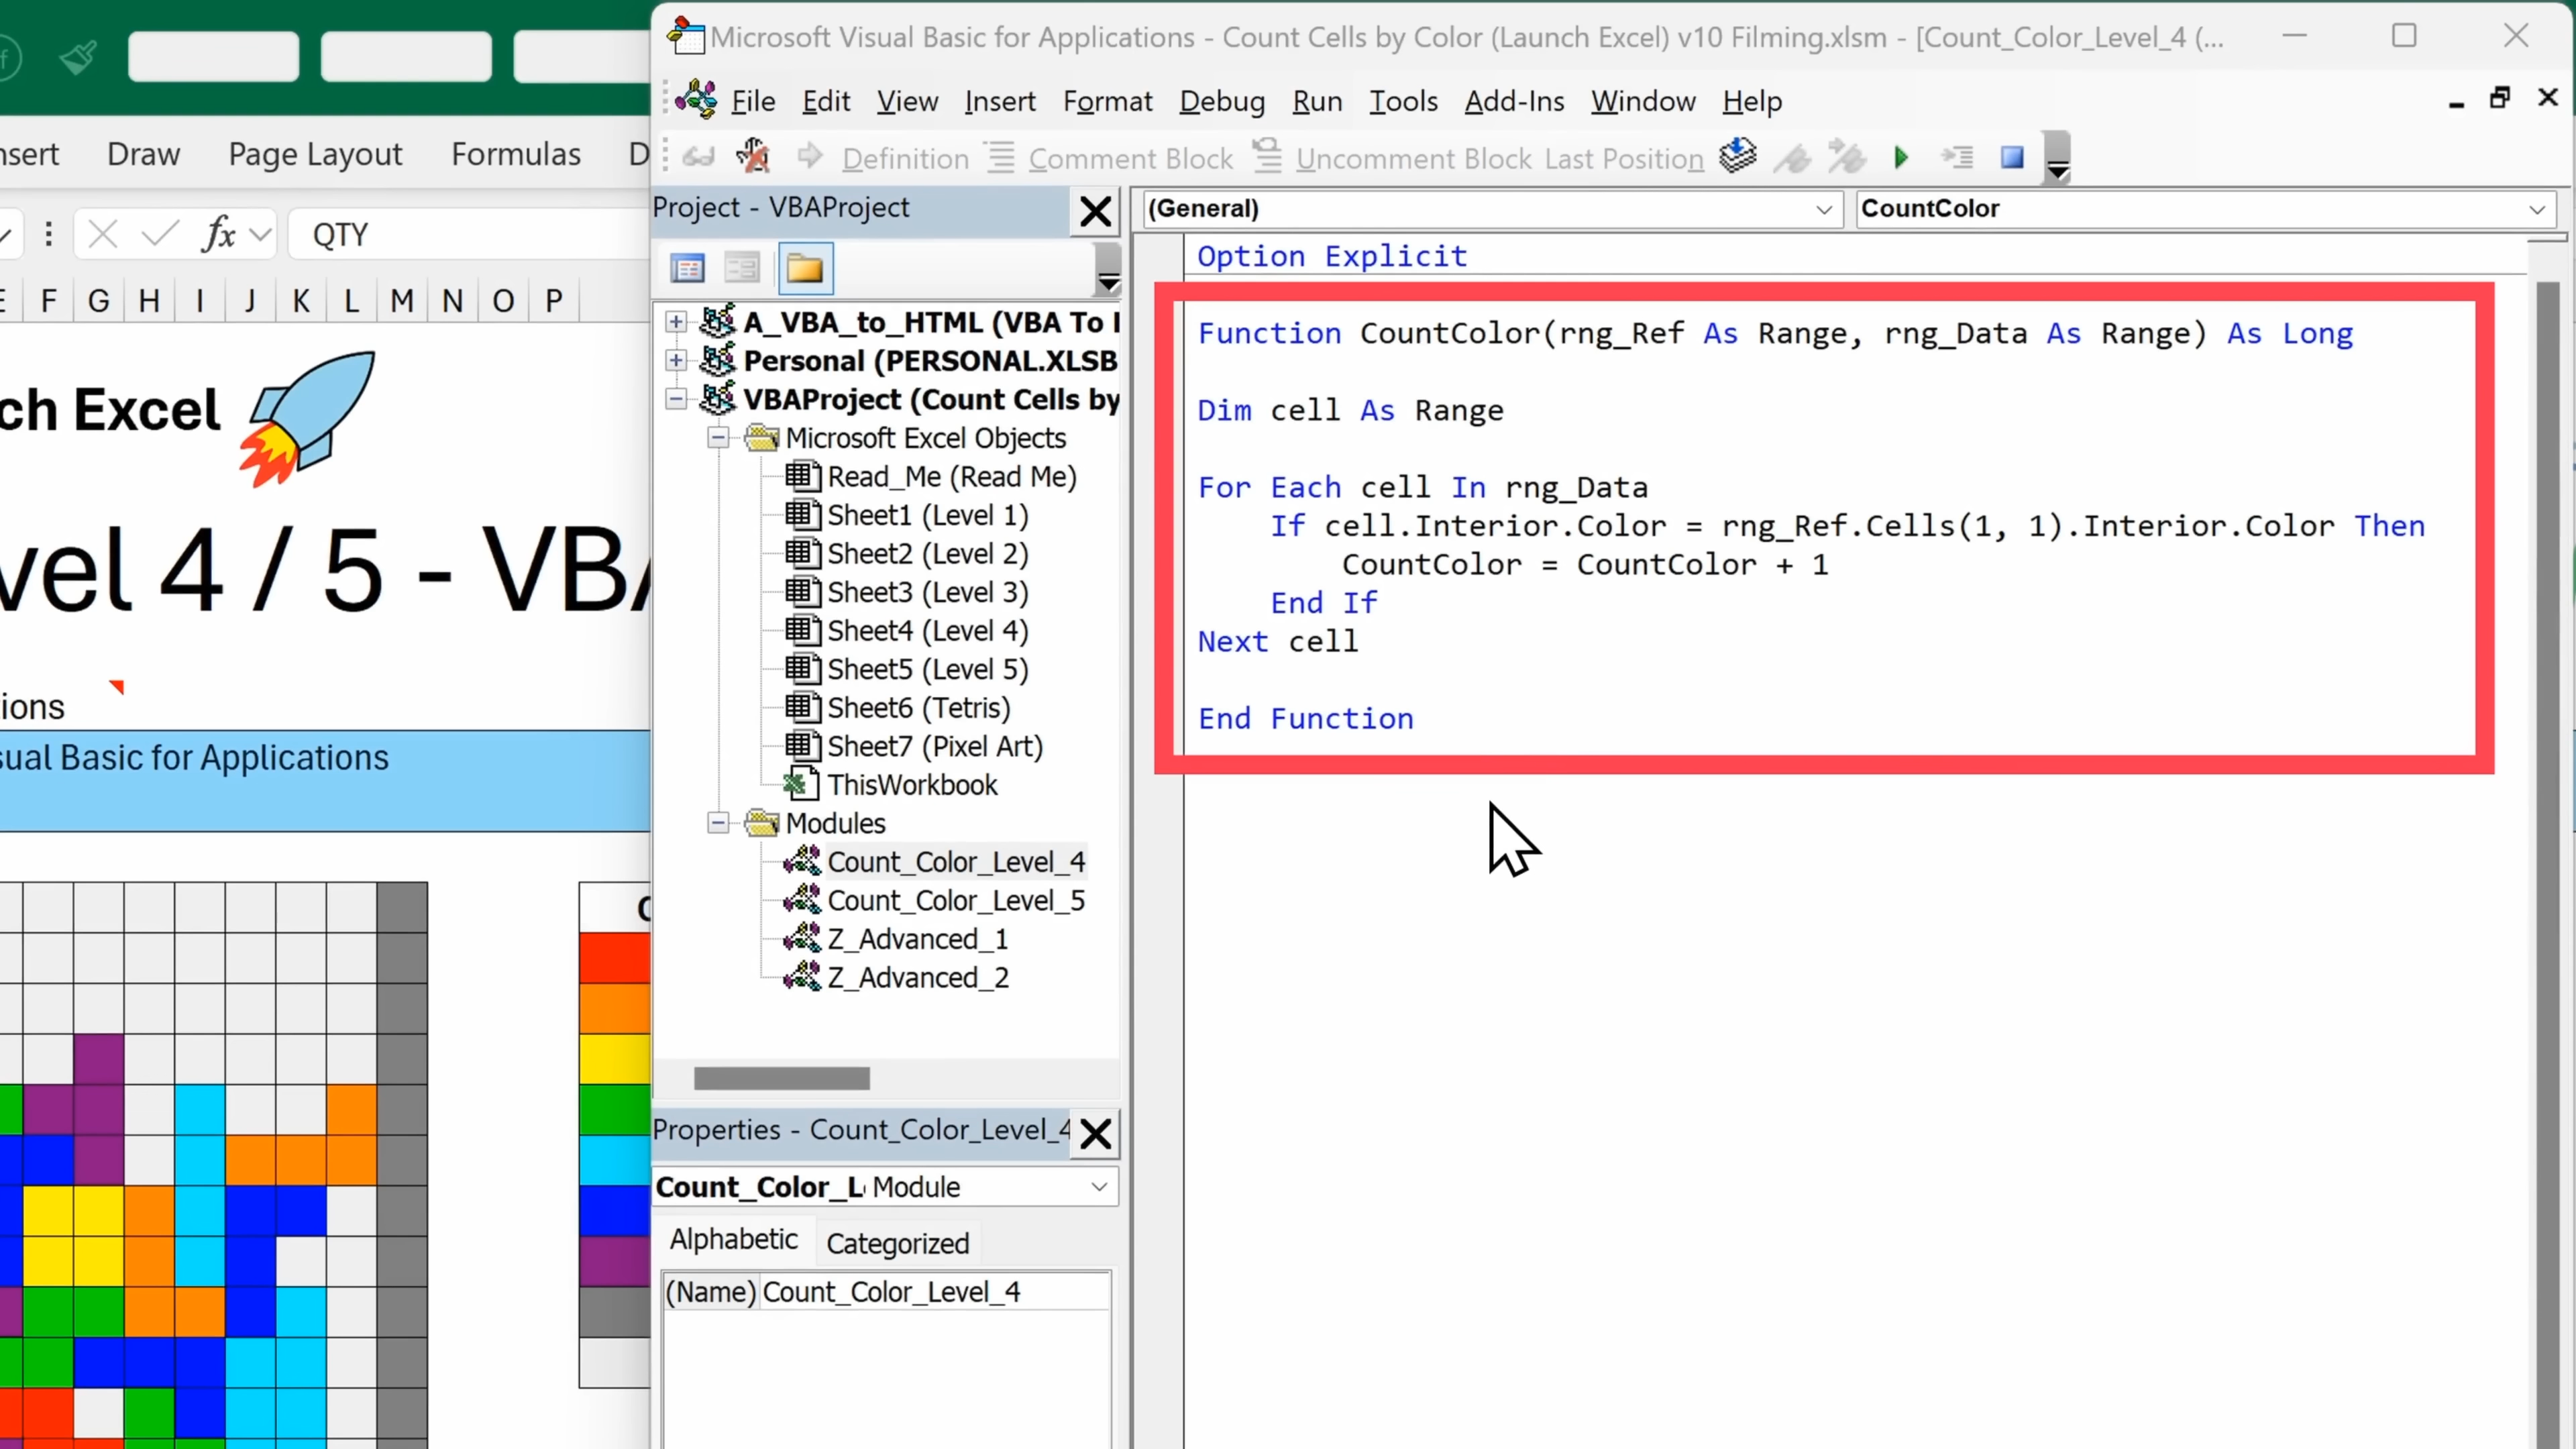 Microsoft Visual Basic for Applications - Count Cells by Color (Launch Excel) v10 Filming.xlsm - [Count_Color_Level_4 (...
File Edit View Insert Format Debug Run Tools Add-Ins Window Help
Definition Comment Block Uncomment Block Last Position
Draw Page Layout Formulas
fx QTY
F G H I J K L M N O P
Excel
4 / 5 - VBA
Basic for Applications
Project - VBAProject
A_VBA_to_HTML (VBA To
Personal (PERSONAL.XLSB
VBAProject (Count Cells by
Microsoft Excel Objects
Read_Me (Read Me)
Sheet1 (Level 1)
Sheet2 (Level 2)
Sheet3 (Level 3)
Sheet4 (Level 4)
Sheet5 (Level 5)
Sheet6 (Tetris)
Sheet7 (Pixel Art)
ThisWorkbook
Modules
Count_Color_Level_4
Count_Color_Level_5
Z_Advanced_1
Z_Advanced_2
Properties - Count_Color_Level_4
Count_Color_L Module
Alphabetic Categorized
(Name) Count_Color_Level_4
(General) CountColor
Option Explicit
Function CountColor(rng_Ref As Range, rng_Data As Range) As Long
Dim cell As Range
For Each cell In rng_Data
If cell.Interior.Color = rng_Ref.Cells(1, 1).Interior.Color Then
CountColor = CountColor + 1
End If
Next cell
End Function